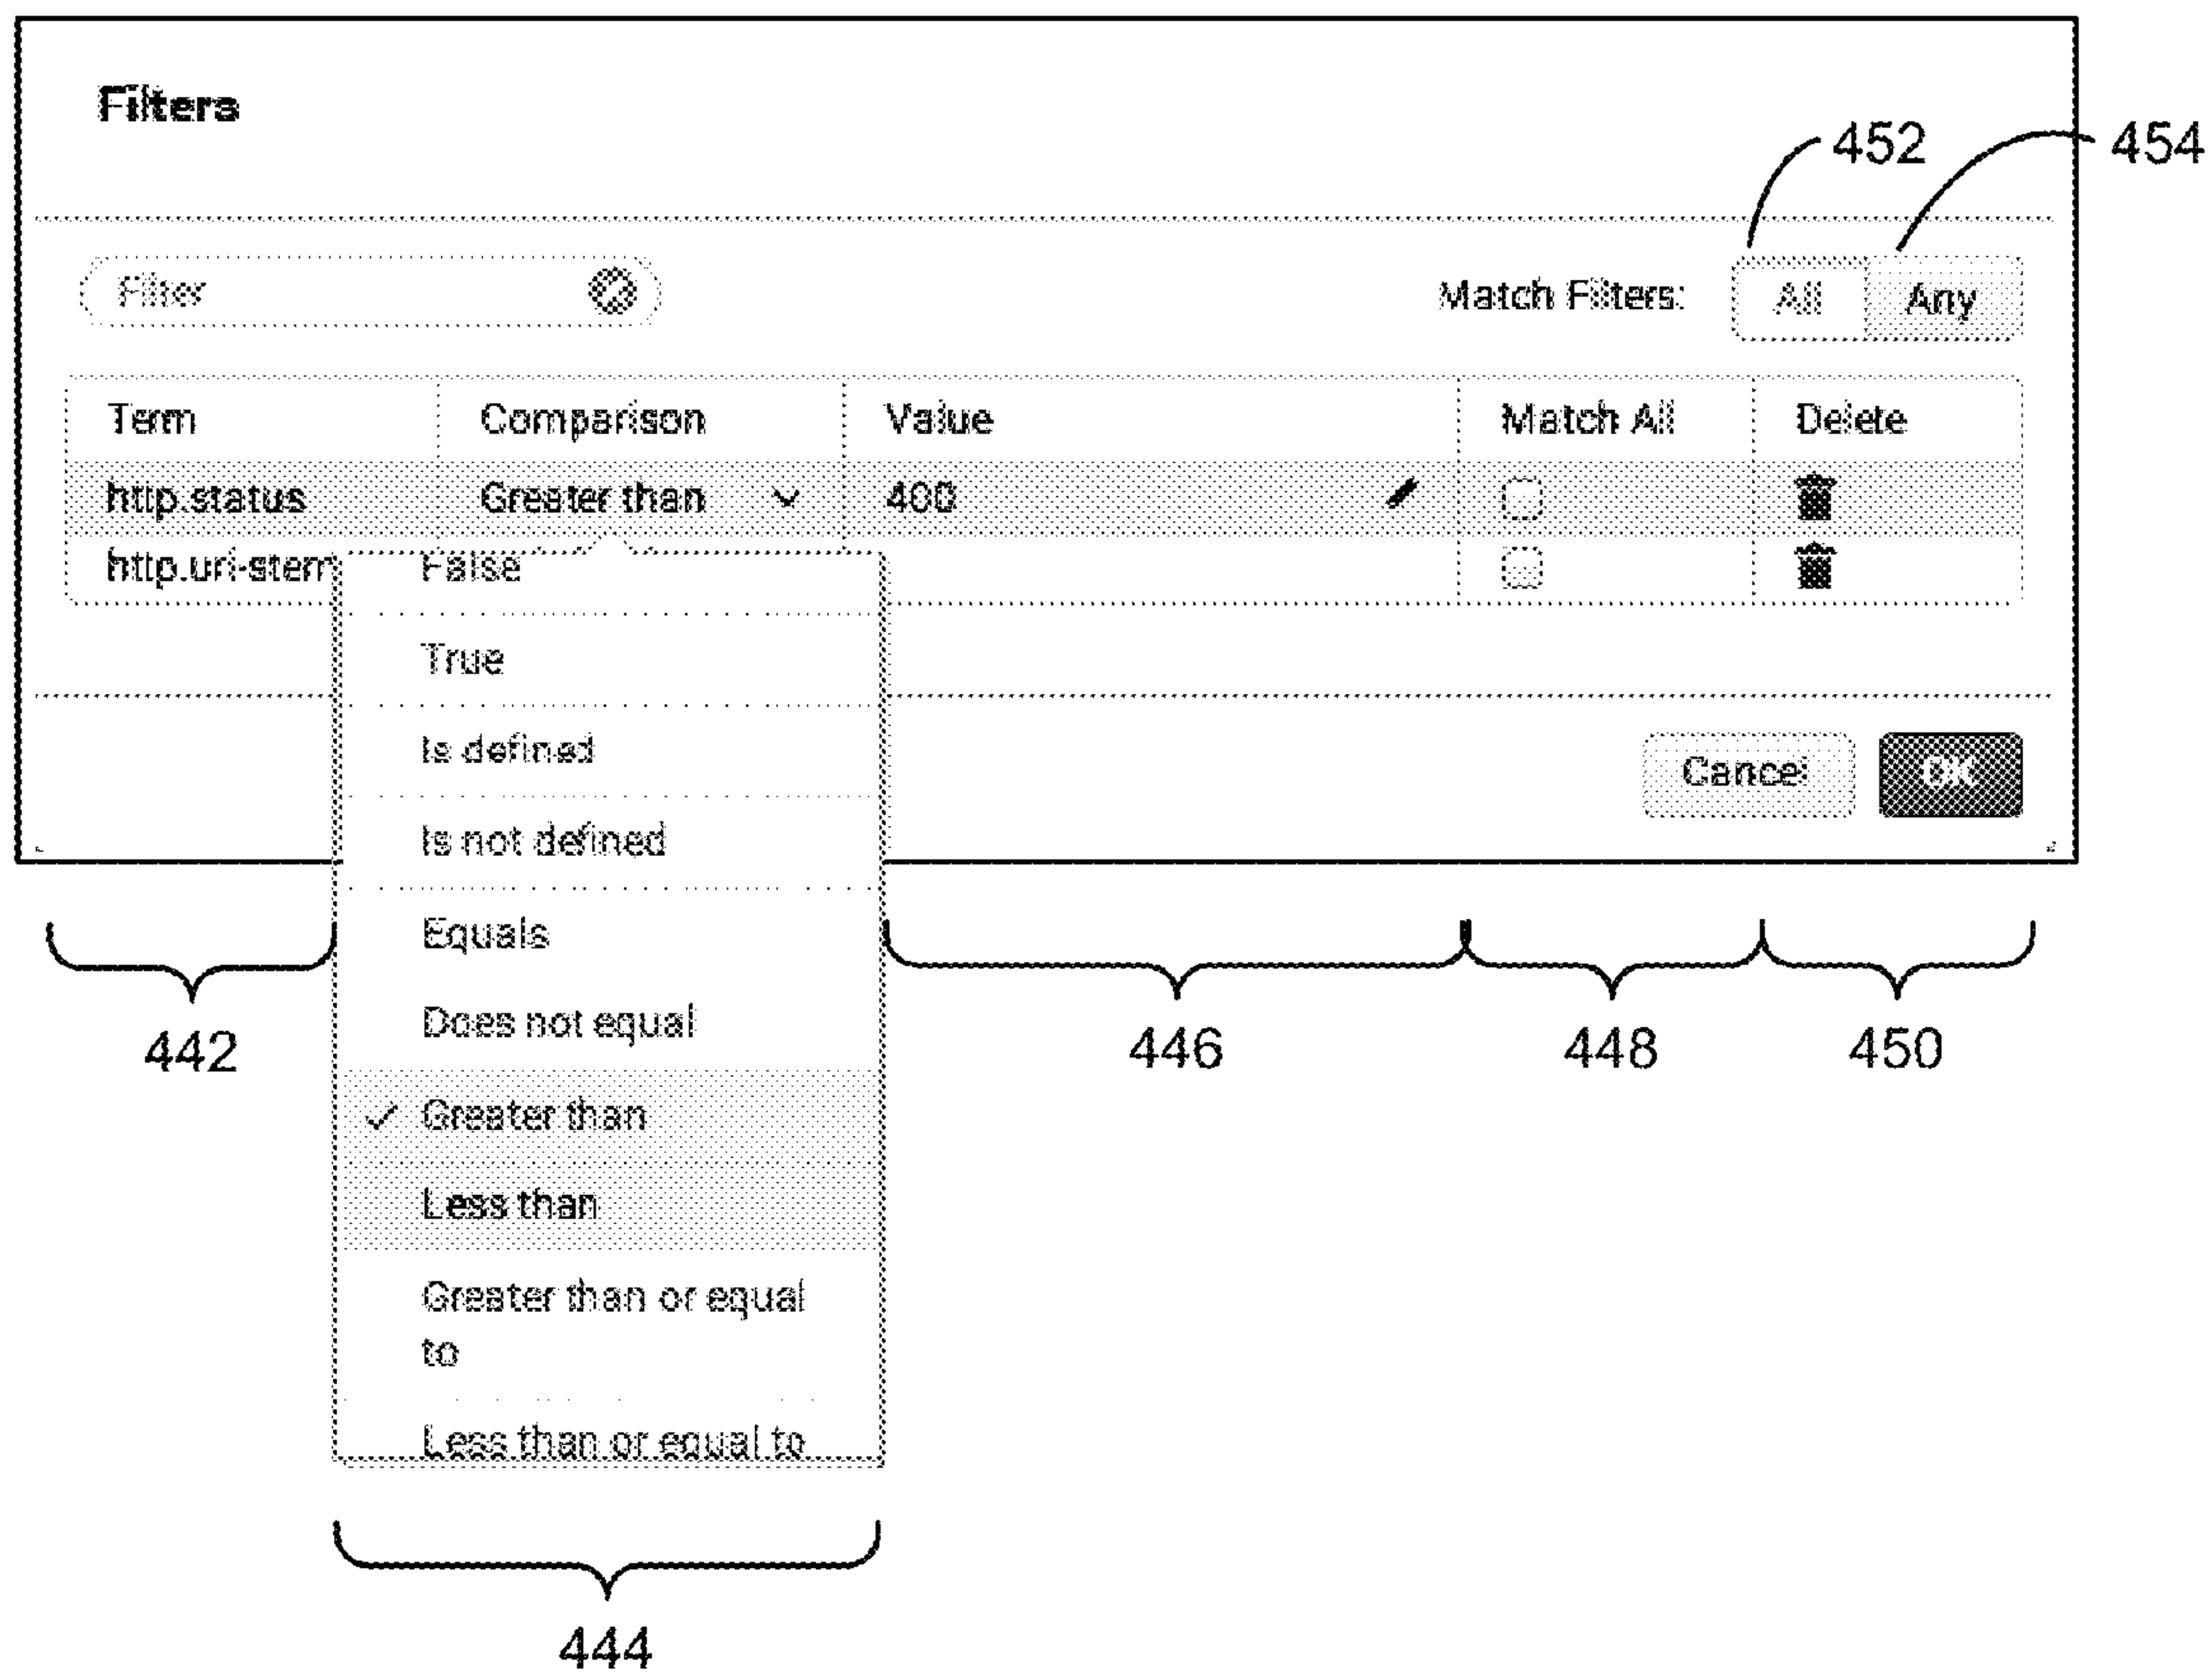 Filters
452
454
Filter
Match Filters:
All
Any
Term
Comparison
Value
Match All
Delete
http.status
Greater than
400
http.uri-stem
False
True
Is defined
Is not defined
Equals
Does not equal
Greater than
Less than
Greater than or equal
to
Less than or equal to
Cancel
OK
442
446
448
450
444